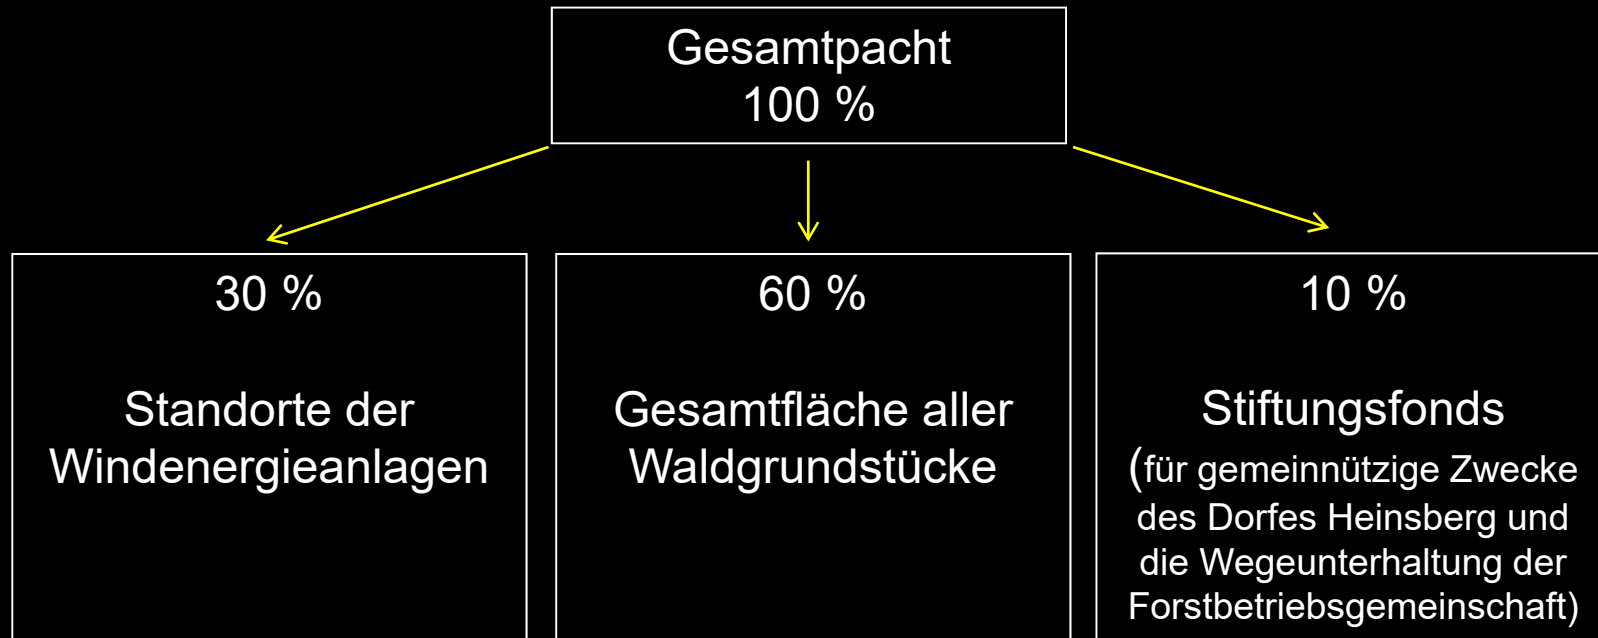 Gesamtpacht
100 %
30 %
Standorte der
Windenergieanlagen
60 %
Gesamtfläche aller
Waldgrundstücke
10 %
Stiftungsfonds
(für gemeinnützige Zwecke
des Dorfes Heinsberg und
die Wegeunterhaltung der
Forstbetriebsgemeinschaft)